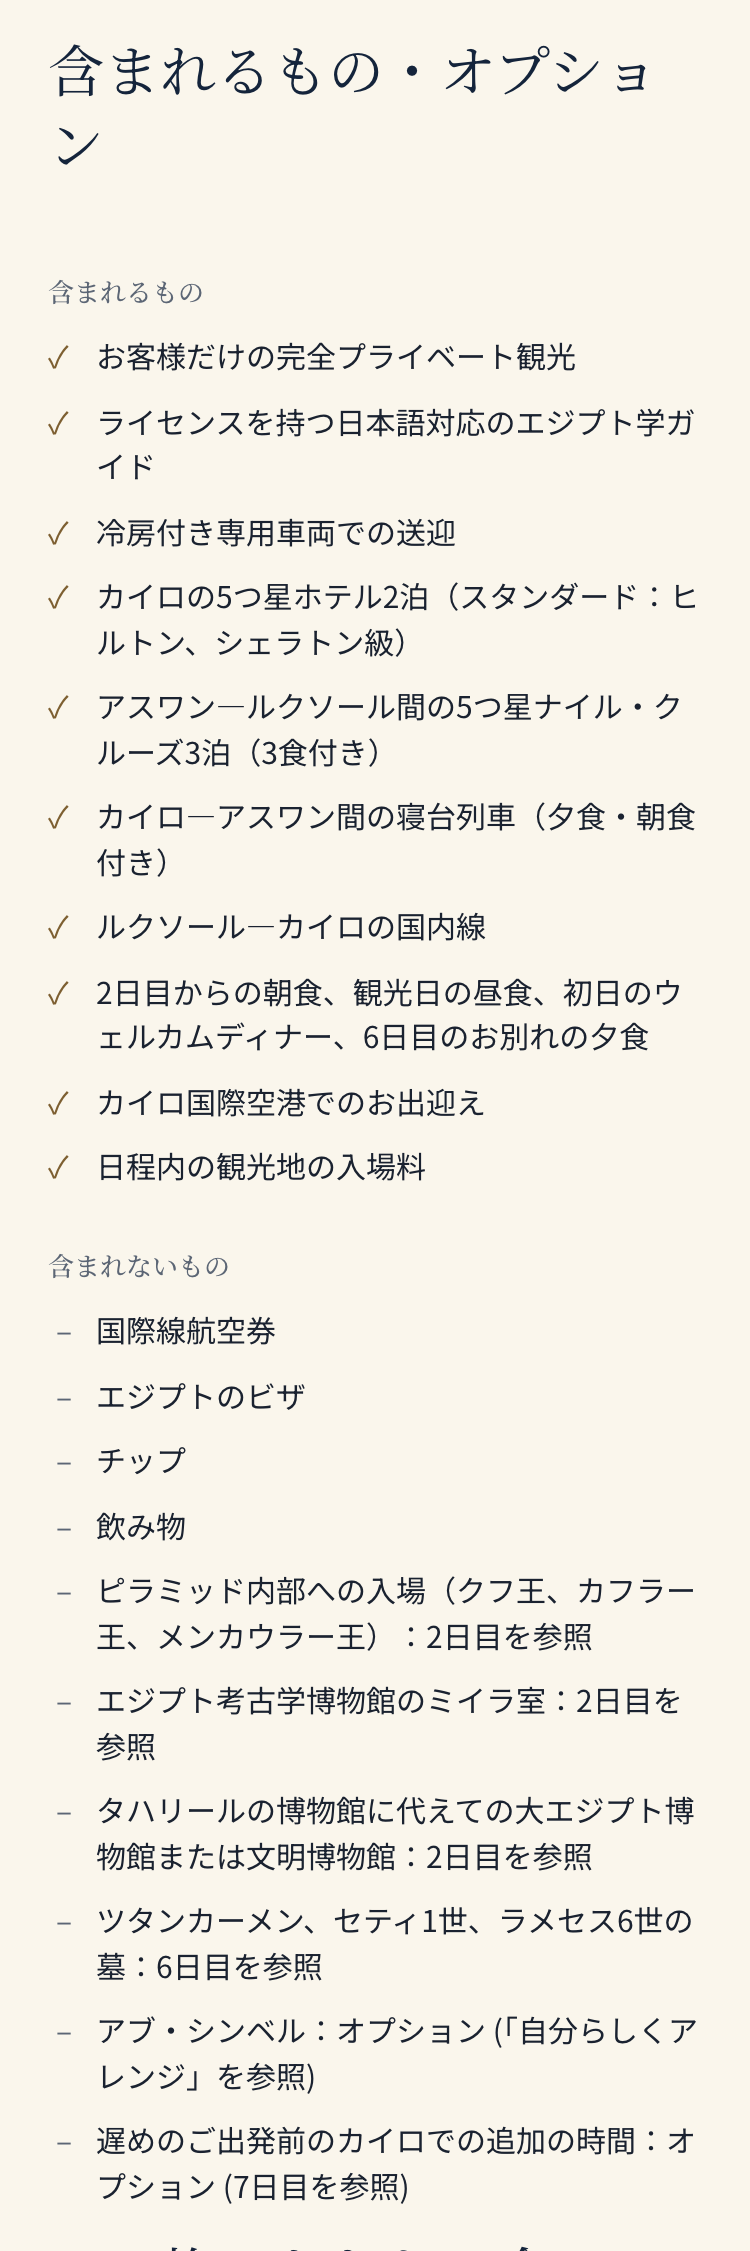 含まれるもの・オプショ
ン
含まれるもの
✓ お客様だけの完全プライベート観光
✓ ライセンスを持つ日本語対応のエジプト学ガ
イド
✓ 冷房付き専用車両での送迎
✓ カイロの5つ星ホテル2泊（スタンダード：ヒ
ルトン、シェラトン級）
✓ アスワン―ルクソール間の5つ星ナイル・ク
ルーズ3泊（3食付き）
✓ カイロ―アスワン間の寝台列車（夕食・朝食
付き）
✓ ルクソール―カイロの国内線
✓ 2日目からの朝食、観光日の昼食、初日のウ
ェルカムディナー、6日目のお別れの夕食
✓ カイロ国際空港でのお出迎え
✓ 日程内の観光地の入場料
含まれないもの
– 国際線航空券
– エジプトのビザ
– チップ
– 飲み物
– ピラミッド内部への入場（クフ王、カフラー
王、メンカウラー王）：2日目を参照
– エジプト考古学博物館のミイラ室：2日目を
参照
– タハリールの博物館に代えての大エジプト博
物館または文明博物館：2日目を参照
– ツタンカーメン、セティ1世、ラメセス6世の
墓：6日目を参照
– アブ・シンベル：オプション (「自分らしくア
レンジ」を参照)
– 遅めのご出発前のカイロでの追加の時間：オ
プション (7日目を参照)